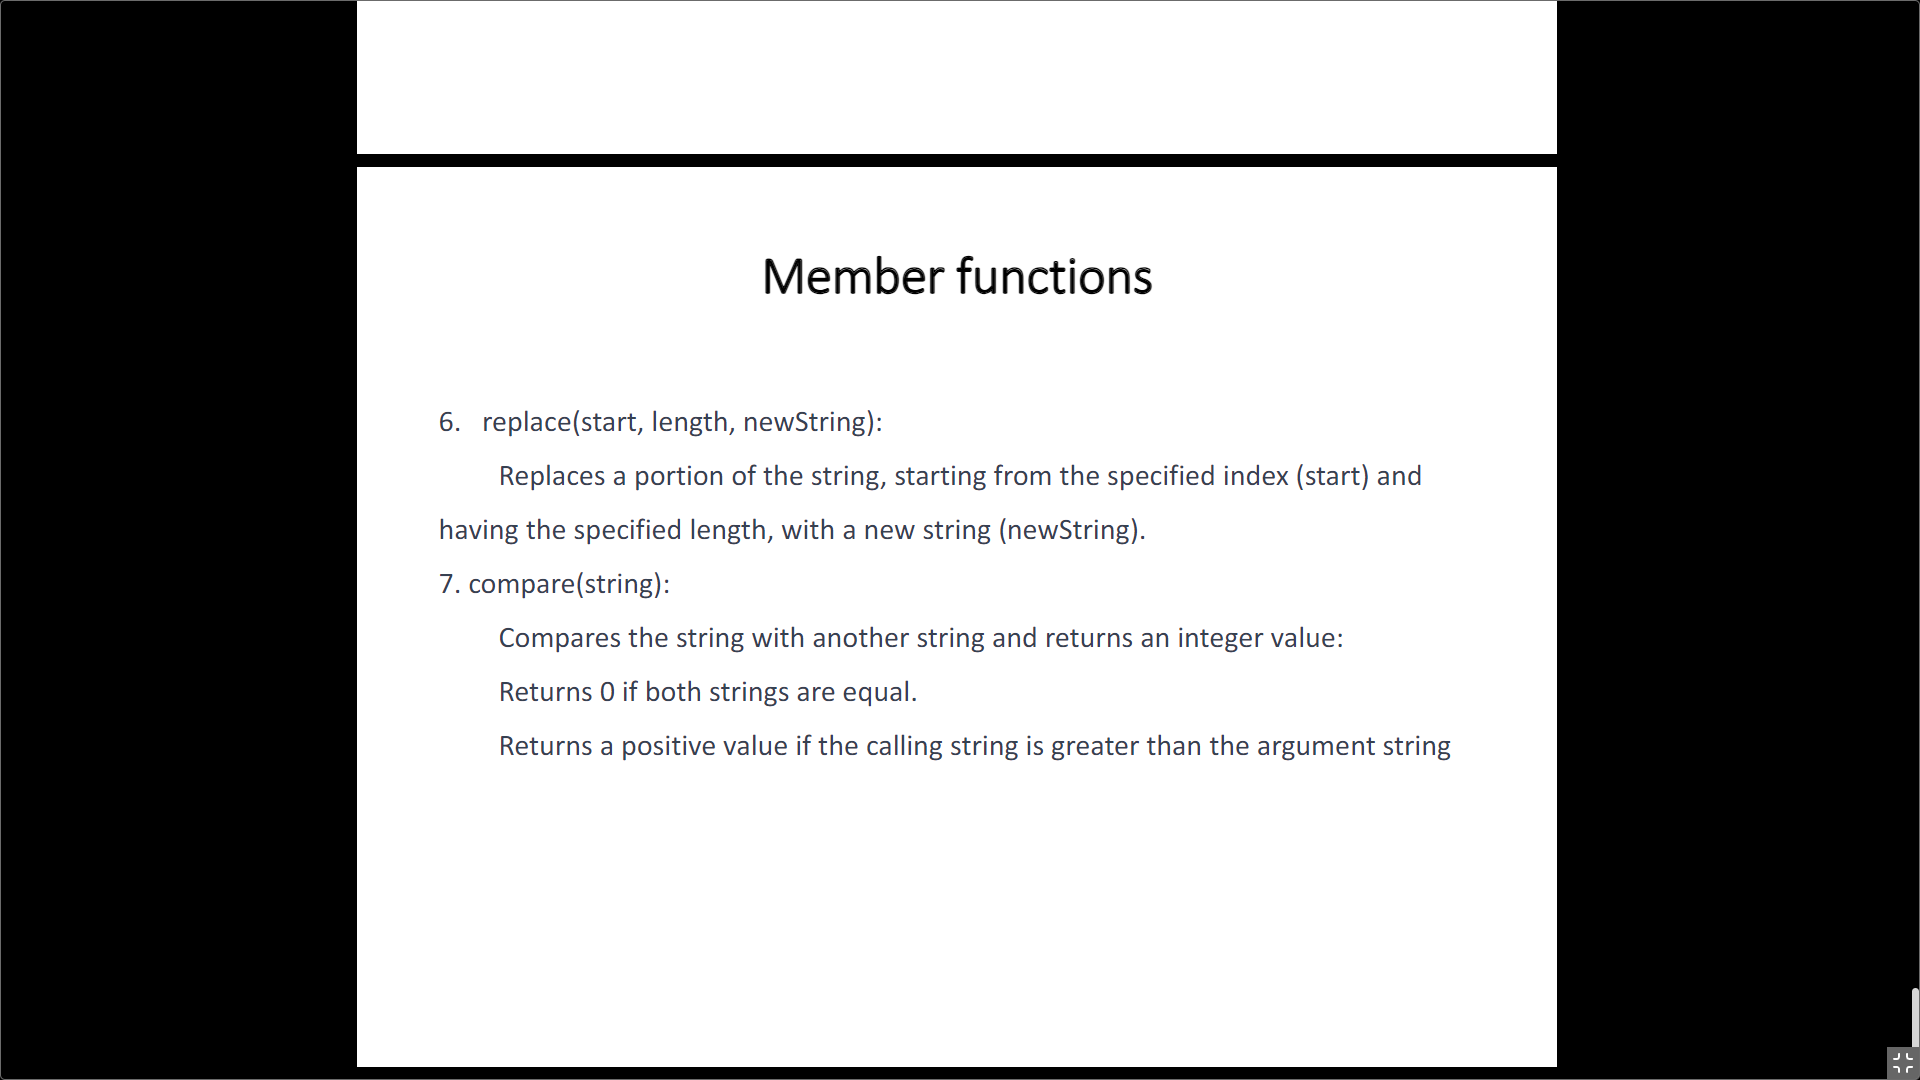 Member functions
6. replace(start, length, newString):
Replaces a portion of the string, starting from the specified index (start) and
having the specified length, with a new string (newString).
7. compare(string):
Compares the string with another string and returns an integer value:
Returns 0 if both strings are equal.
Returns a positive value if the calling string is greater than the argument string